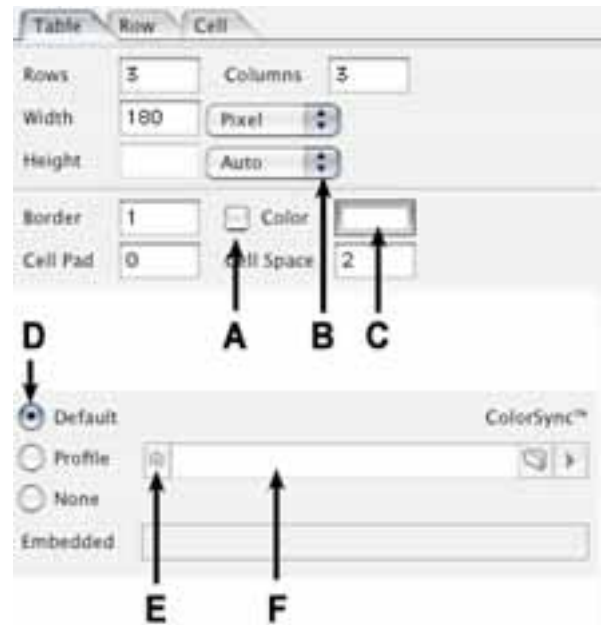 Table Row Cell
Rows 3 Columns 3
Width 180 Pixel
Height Auto
Border 1 Color
Cell Pad 0 Cell Space 2
A B C
D
Default ColorSync™
Profile
None
Embedded
E F